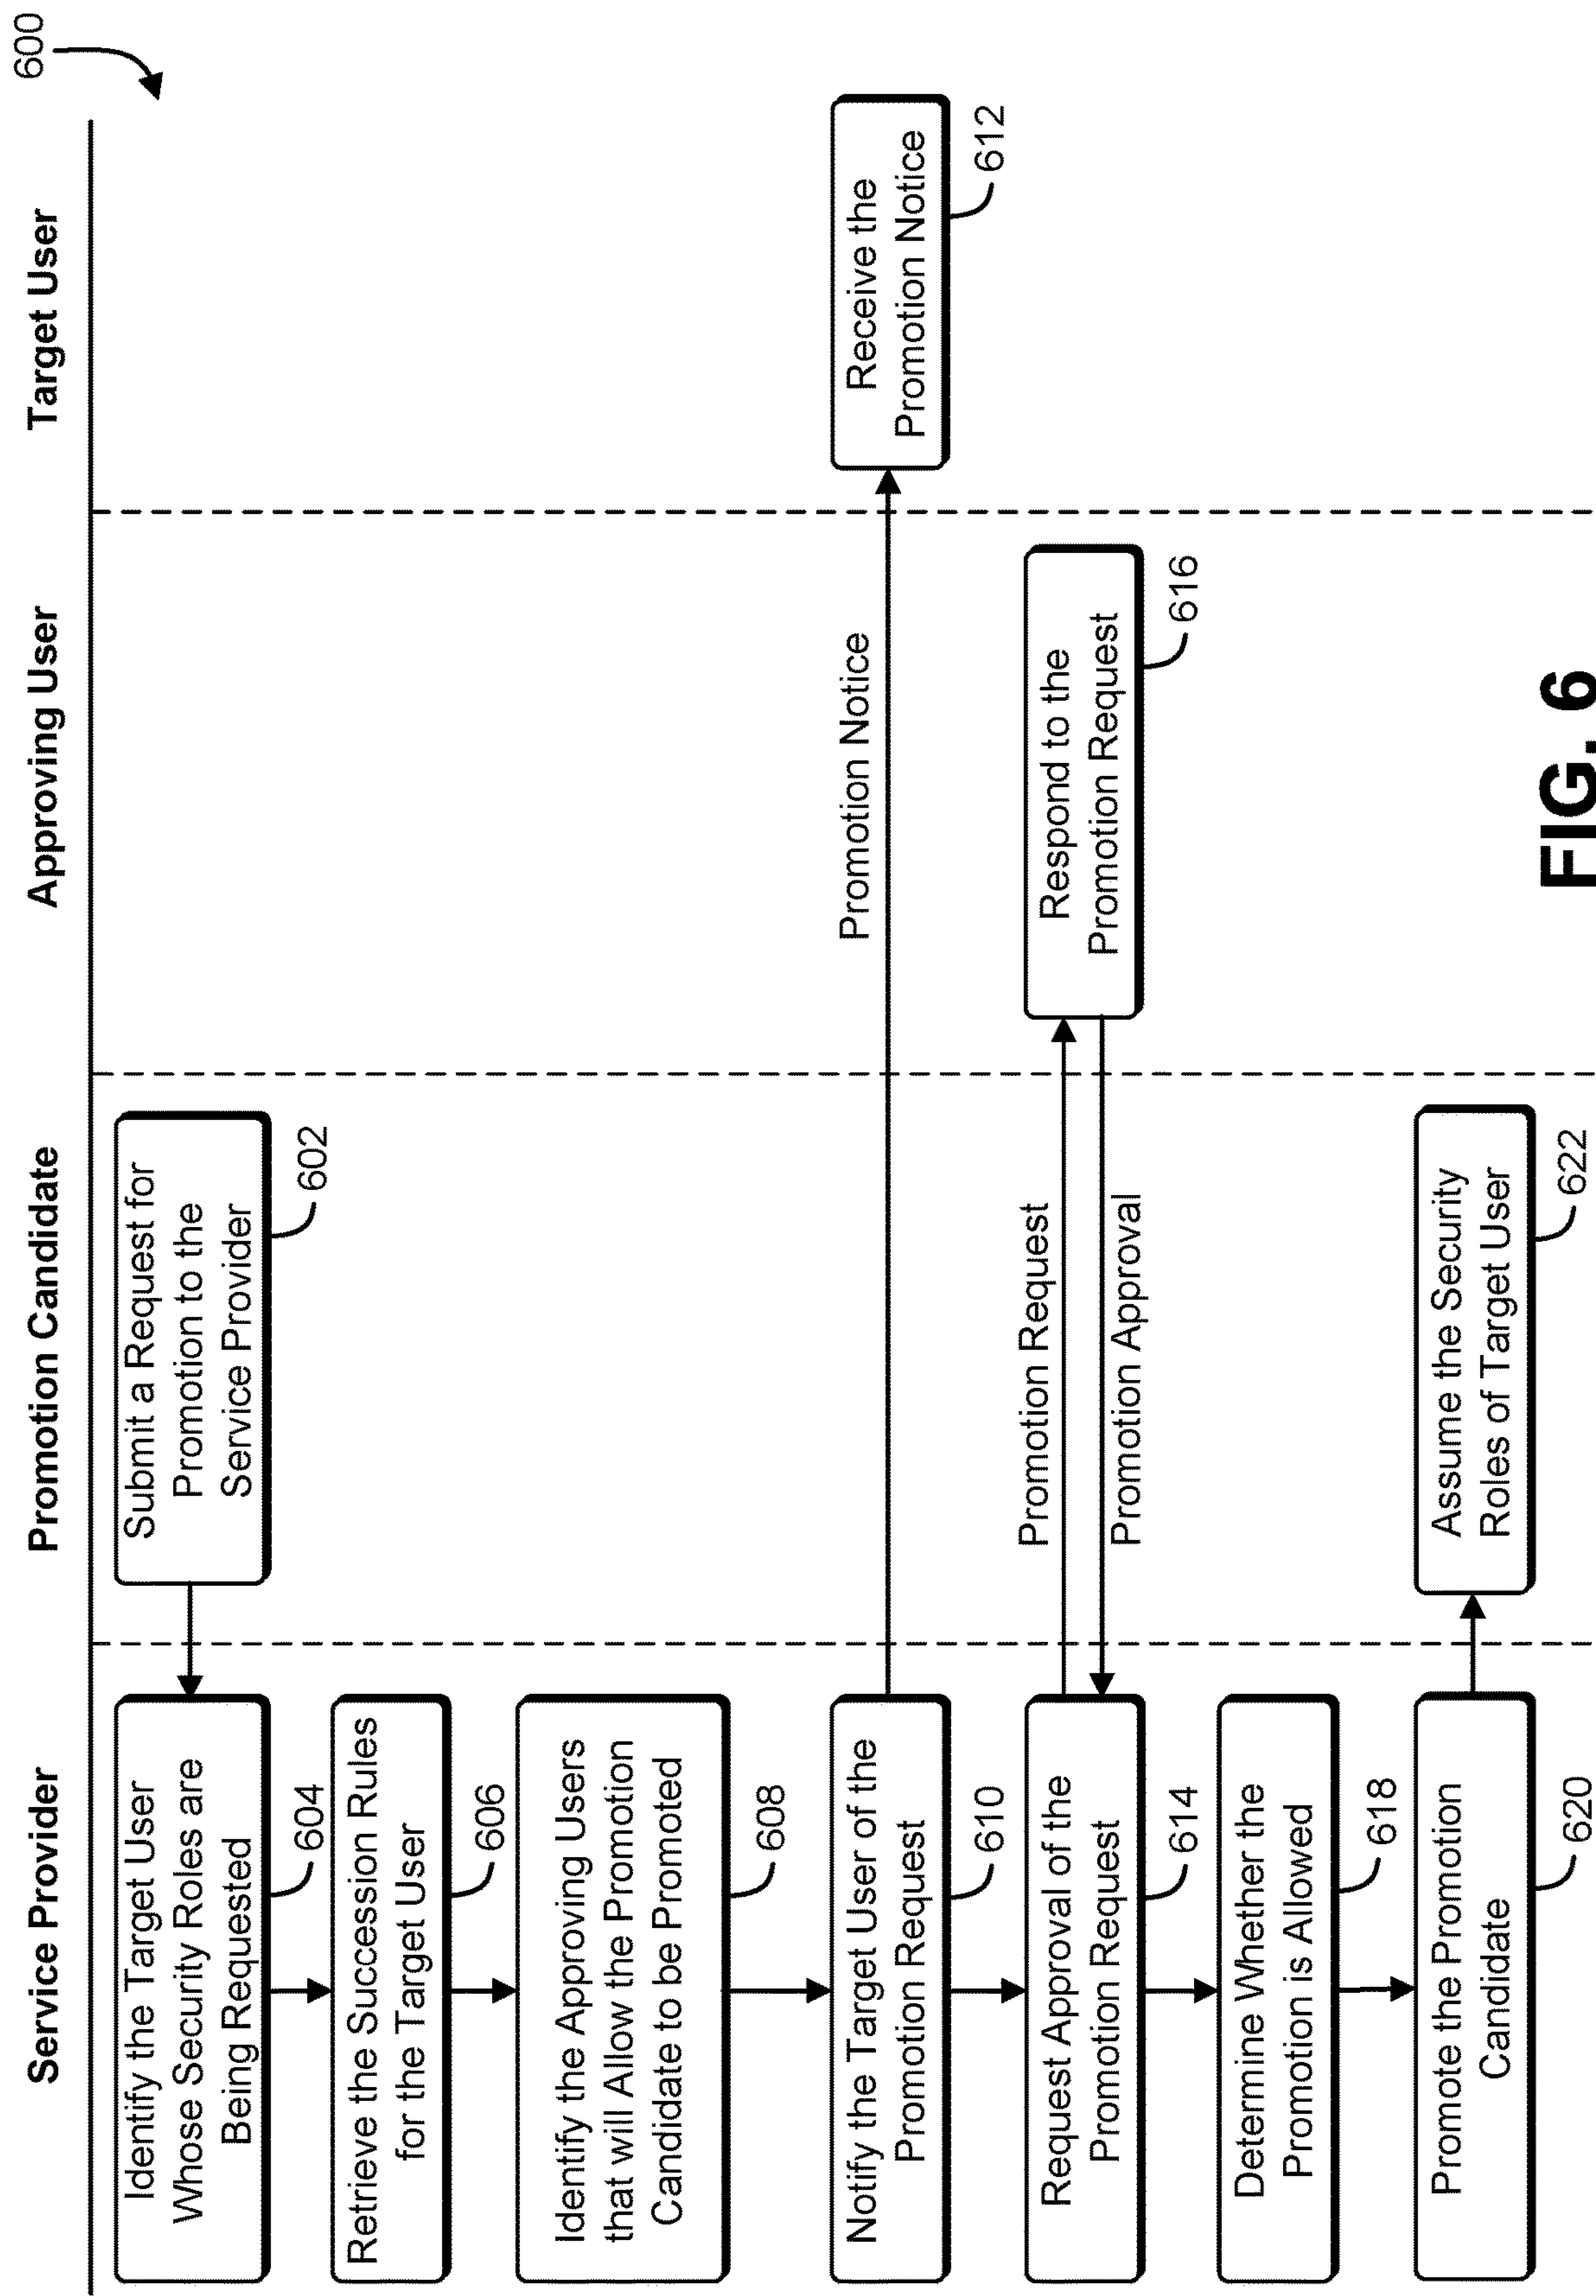 600
Service Provider
Promotion Candidate
Approving User
Target User
Submit a Request for
Promotion to the
Service Provider
602
Identify the Target User
Whose Security Roles are
Being Requested
604
Retrieve the Succession Rules
for the Target User
606
Identify the Approving Users
that will Allow the Promotion
Candidate to be Promoted
608
Notify the Target User of the
Promotion Request
610
Promotion Notice
Receive the
Promotion Notice
612
Request Approval of the
Promotion Request
614
Promotion Request
Promotion Approval
Respond to the
Promotion Request
616
Determine Whether the
Promotion is Allowed
618
Promote the Promotion
Candidate
620
Assume the Security
Roles of Target User
622
FIG. 6